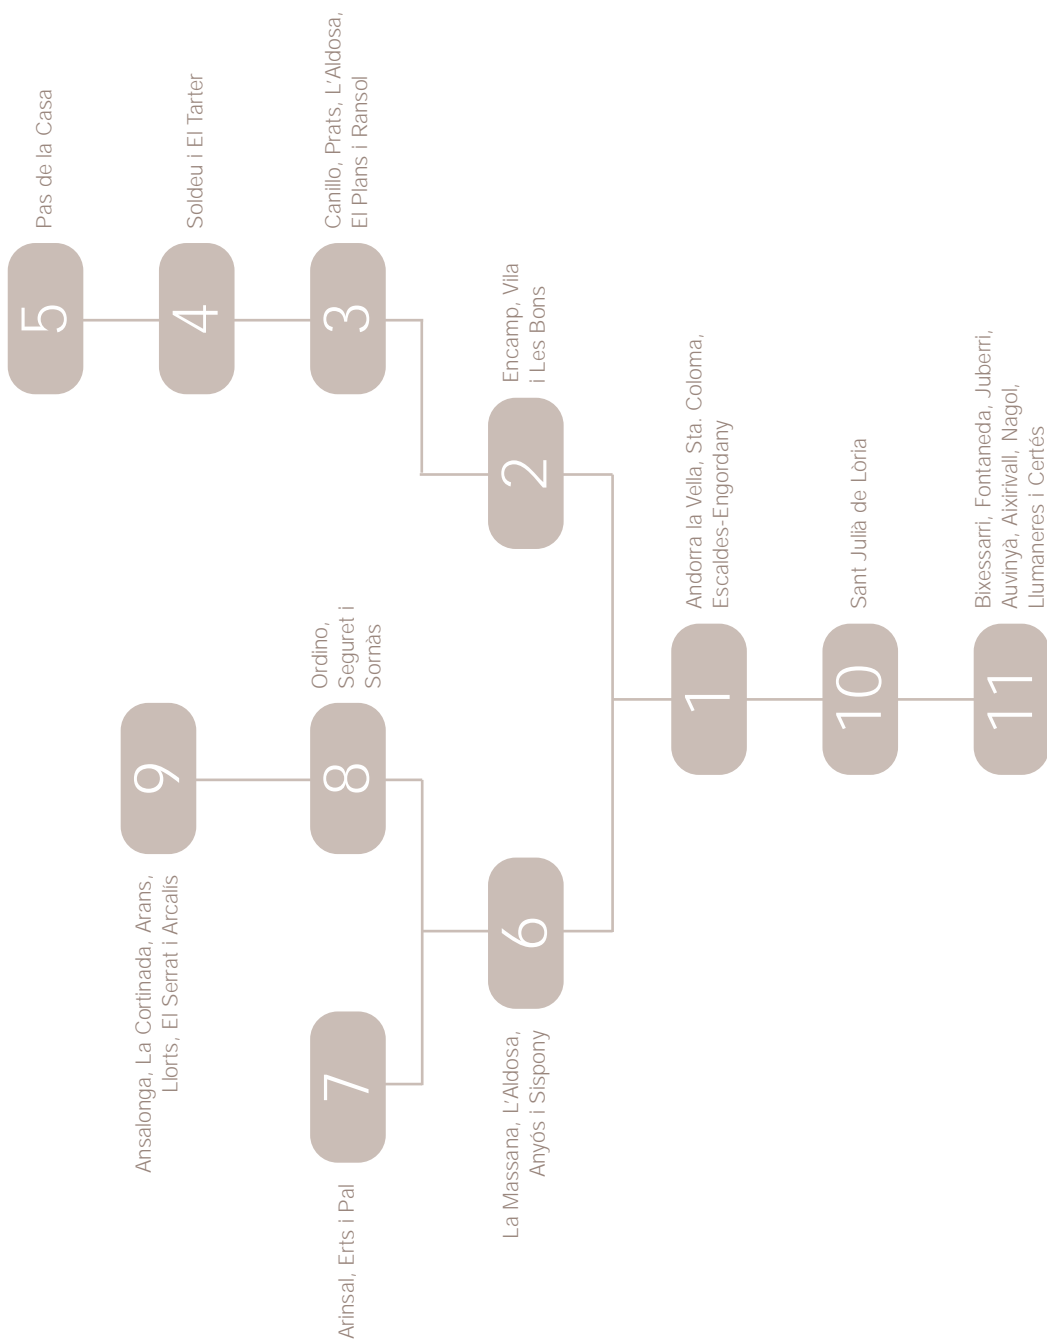 5
Pas de la Casa
Ansalonga, La Cortinada, Arans,
Llorts, El Serrat i Arcalís
9
4
Soldeu i El Tarter
Arinsal, Erts i Pal
7
8
Ordino,
Seguret i
Sornàs
3
Canillo, Prats, L'Aldosa,
El Plans i Ransol
La Massana, L'Aldosa,
Anyós i Sispony
6
2
Encamp, Vila
i Les Bons
1
Andorra la Vella, Sta. Coloma,
Escaldes-Engordany
10
Sant Julià de Lòria
11
Bixessarri, Fontaneda, Juberri,
Auvinyà, Aixirivall, Nagol,
Llumaneres i Certés